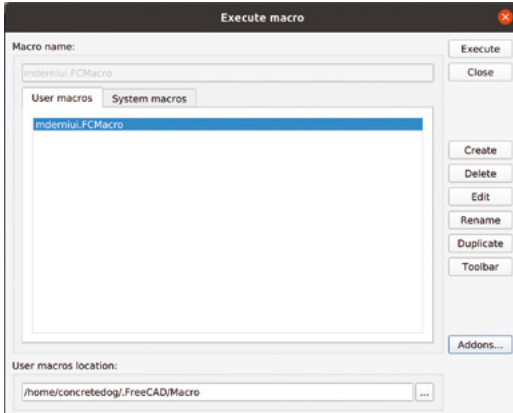 Execute macro
Macro name:
Execute
mderniui.FCMacro
Close
User macros
System macros
mderniui.FCMacro
Create
Delete
Edit
Rename
Duplicate
Toolbar
Addons...
User macros location:
/home/concretedog/.FreeCAD/Macro
...